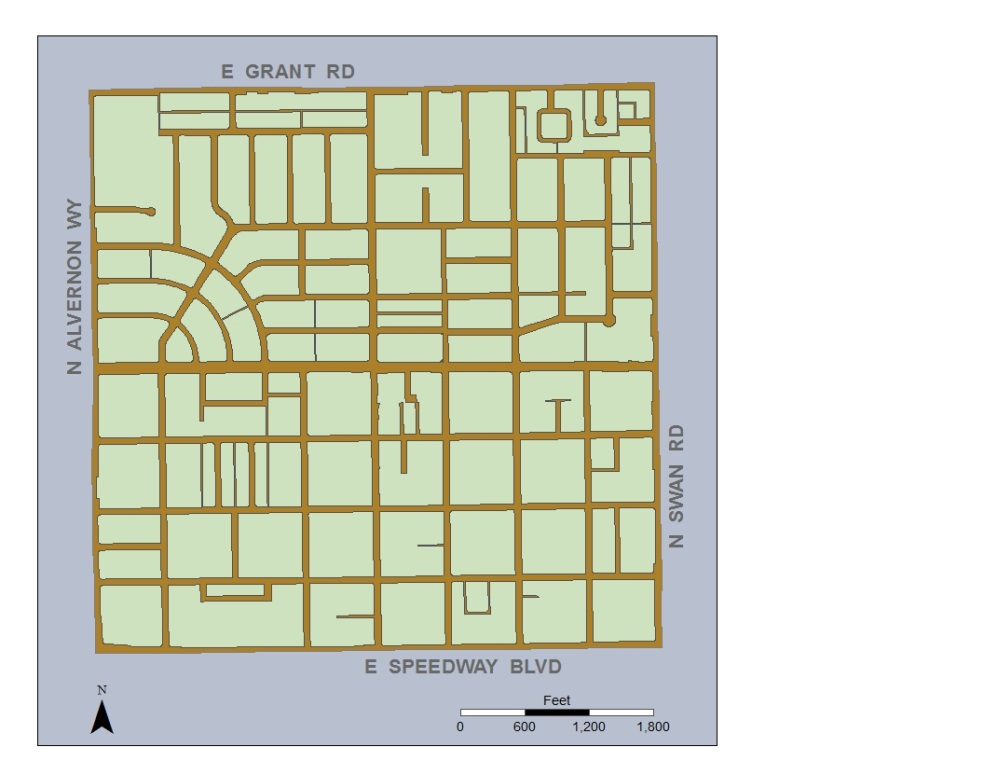 E GRANT RD
N ALVERNON WY
N SWAN RD
E SPEEDWAY BLVD
N
Feet
0 600 1,200 1,800